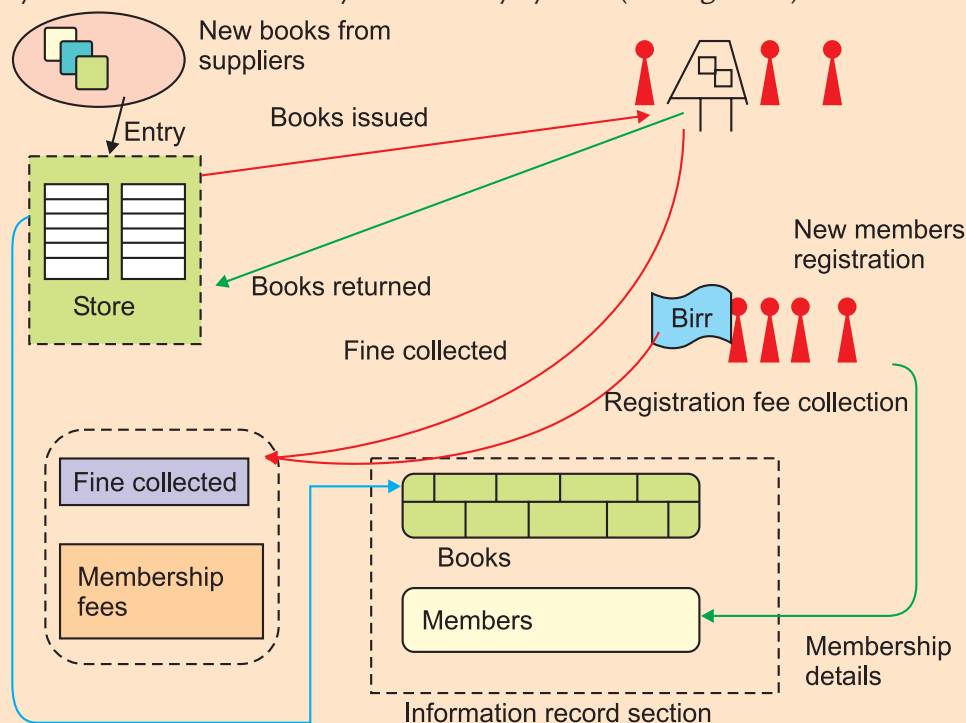 New books from
suppliers
Entry
Books issued
Store
Books returned
New members
registration
Birr
Fine collected
Registration fee collection
Fine collected
Membership
fees
Books
Members
Membership
details
Information record section